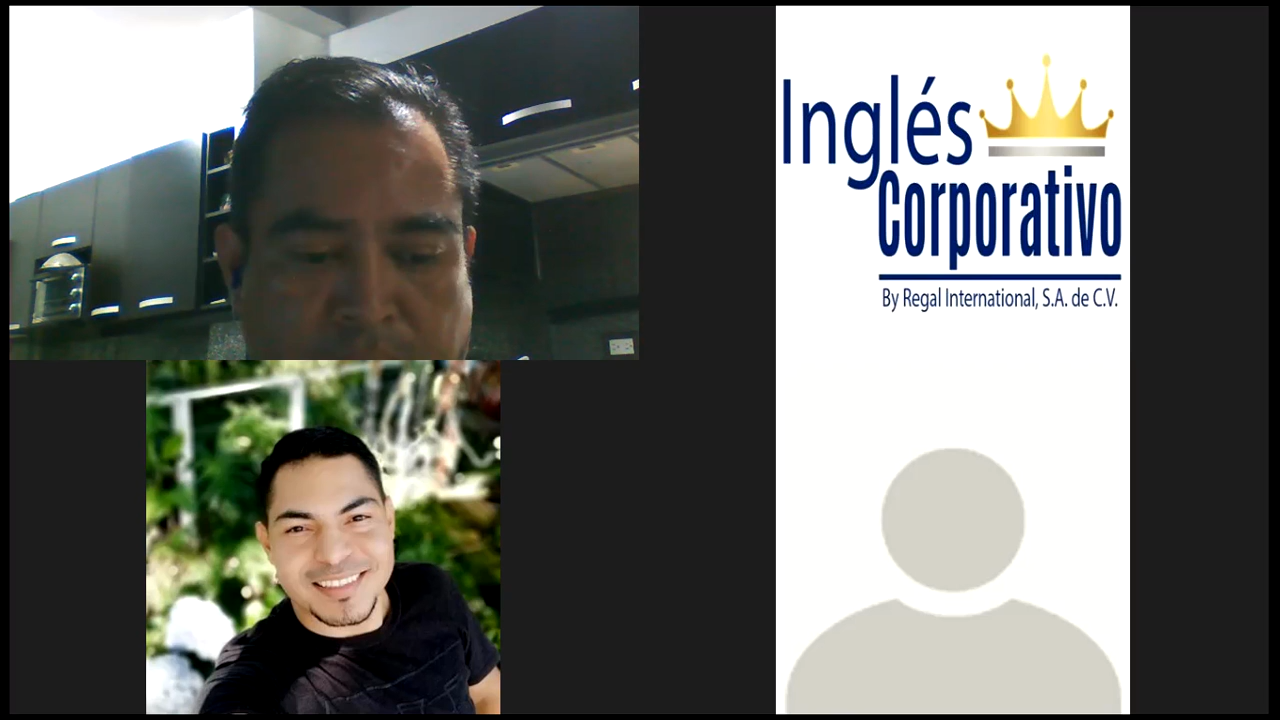 Inglés
Corporativo
By Regal International, S.A. de C.V.